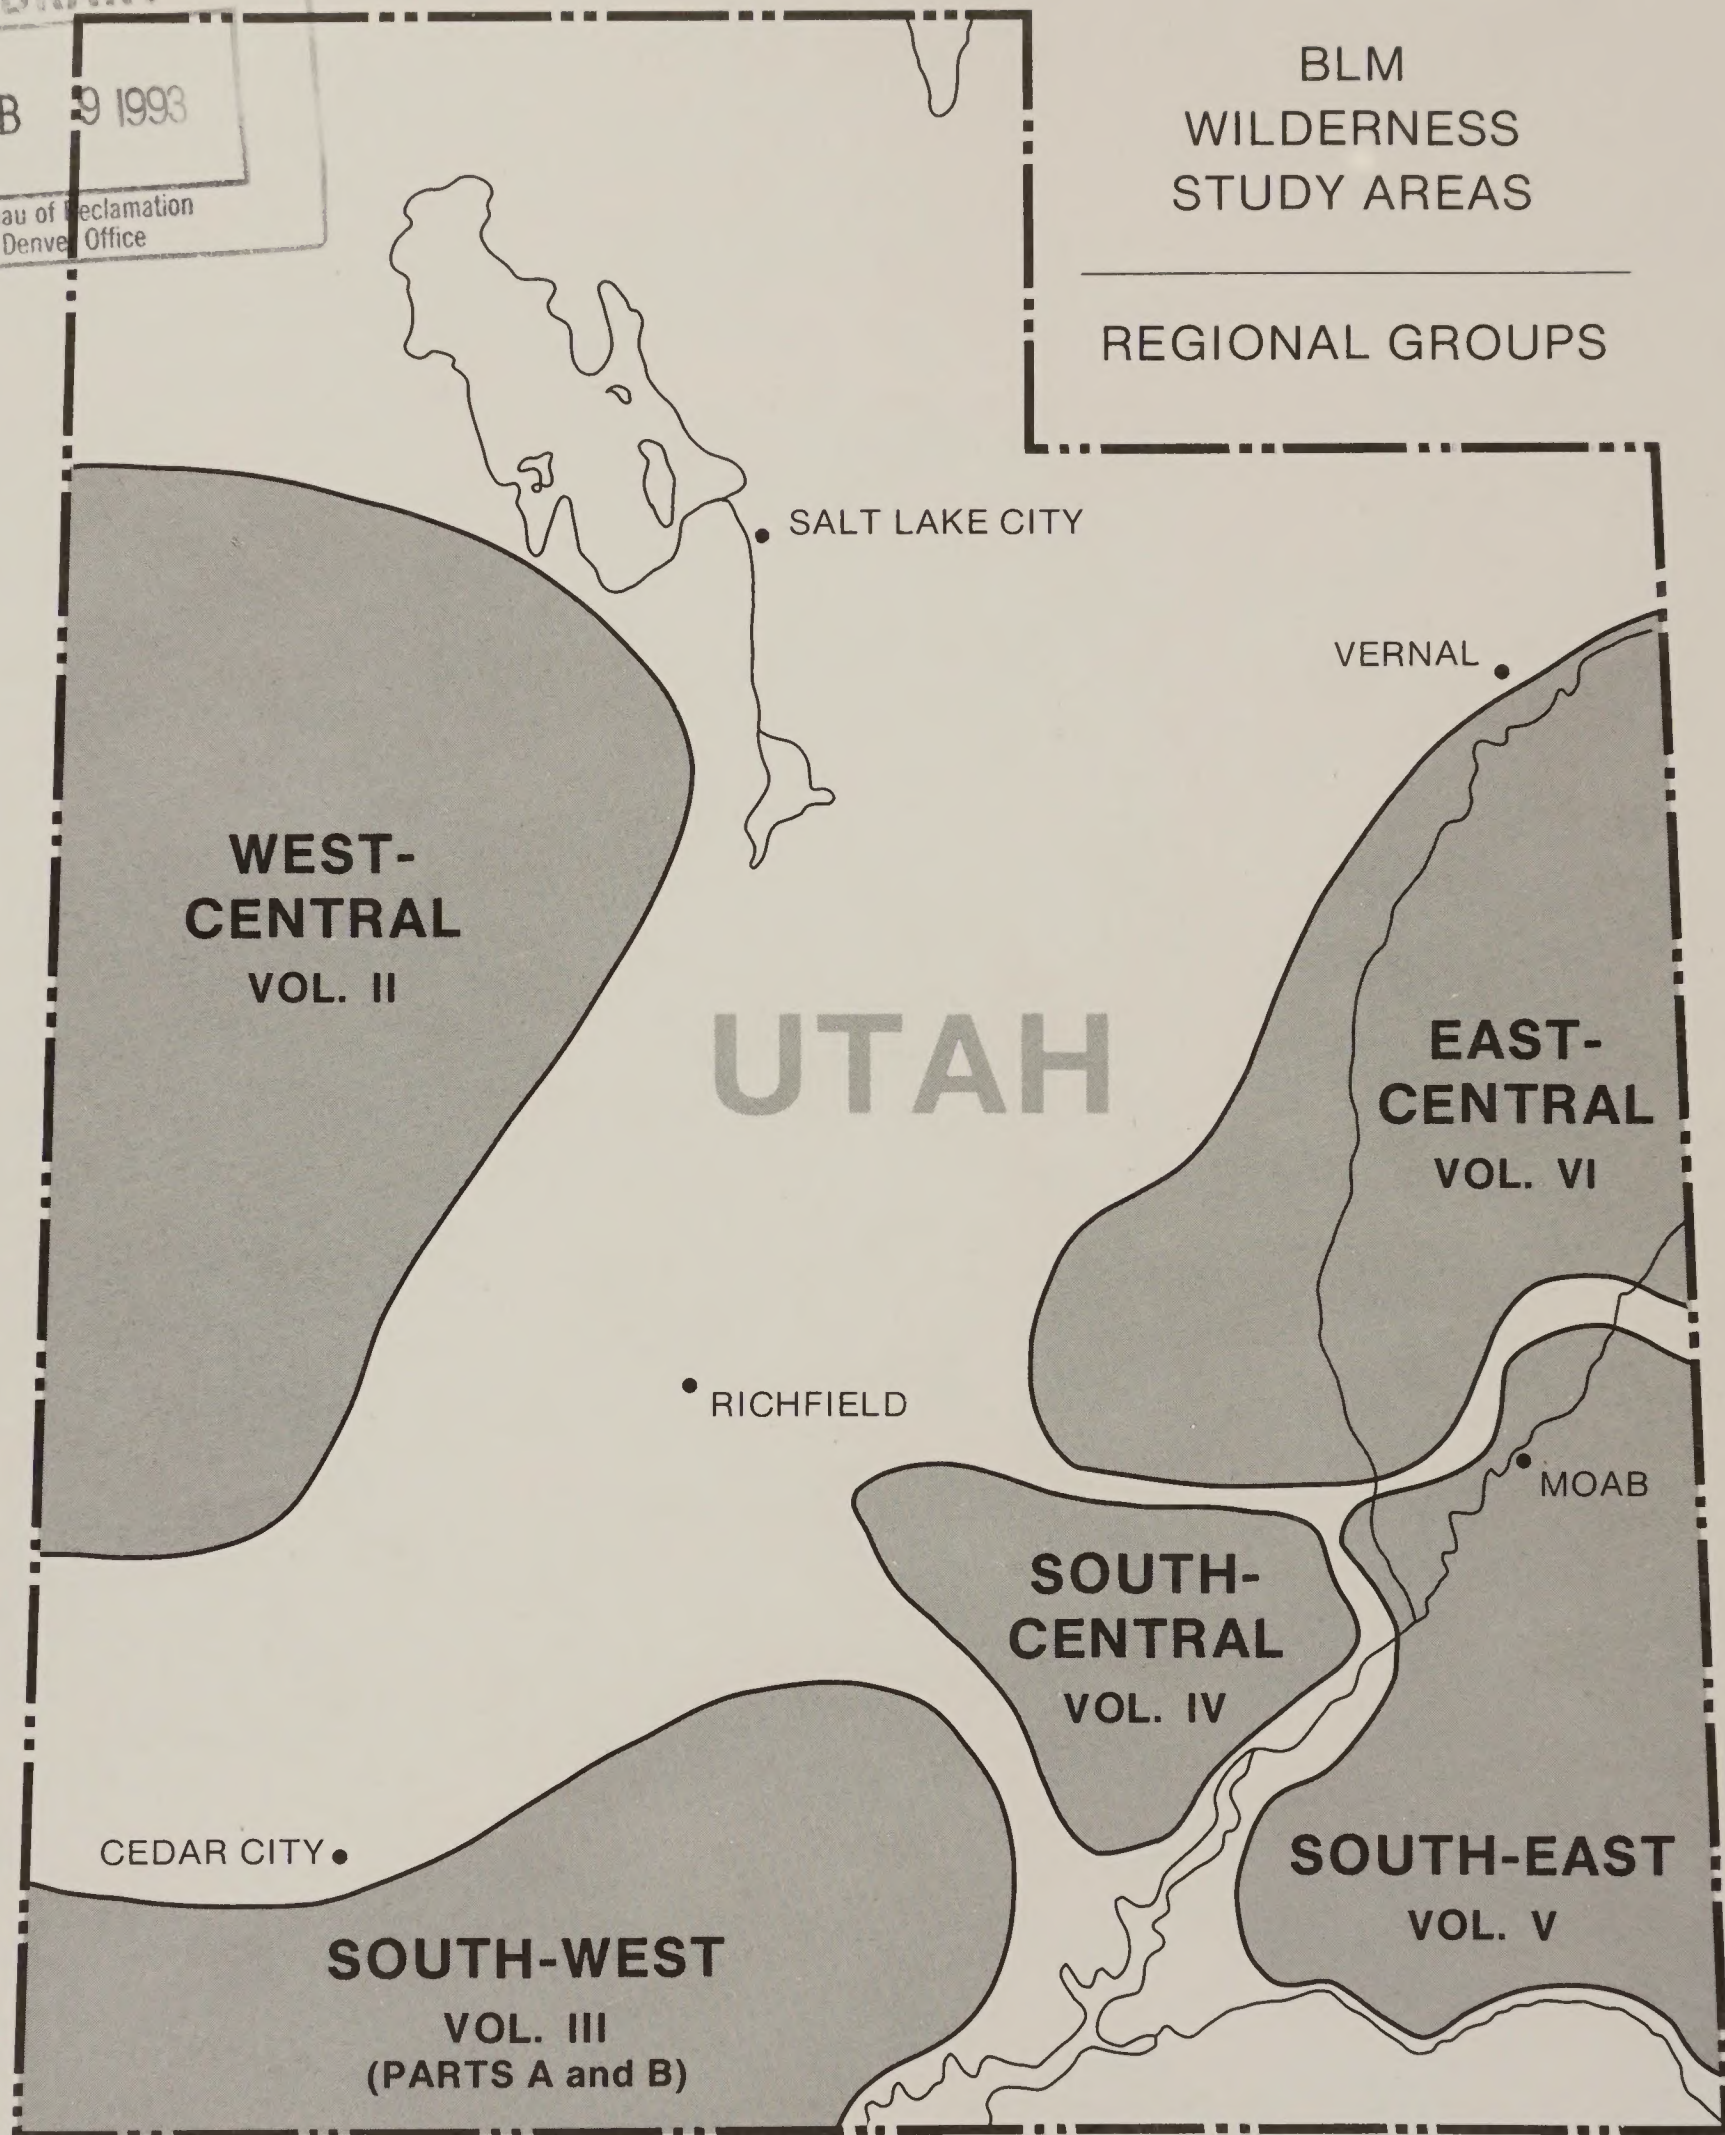 B 9 1993
au of Reclamation
Denver Office
BLM
WILDERNESS
STUDY AREAS
REGIONAL GROUPS
SALT LAKE CITY
VERNAL
WEST-
CENTRAL
VOL. II
UTAH
EAST-
CENTRAL
VOL. VI
RICHFIELD
MOAB
SOUTH-
CENTRAL
VOL. IV
CEDAR CITY
SOUTH-EAST
VOL. V
SOUTH-WEST
VOL. III
(PARTS A and B)